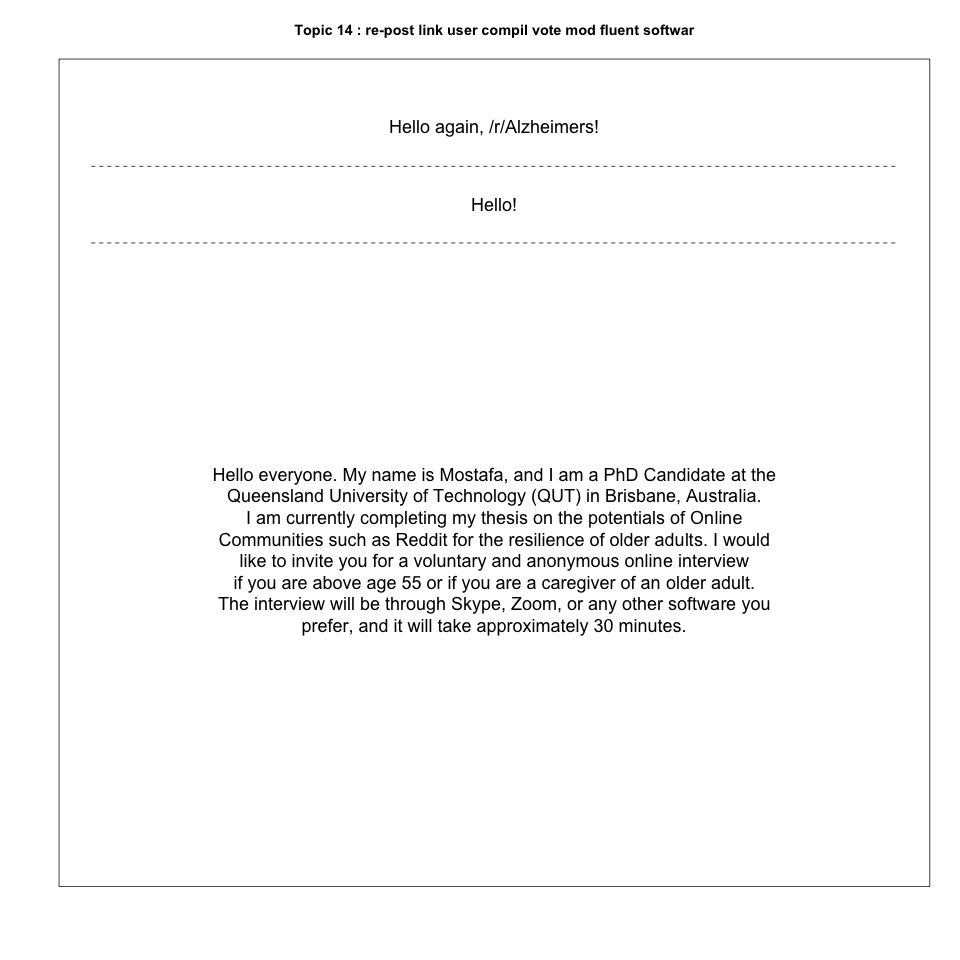 Topic 14 : re-post link user compil vote mod fluent softwar
Hello again, /r/Alzheimers!
Hello!
Hello everyone. My name is Mostafa, and I am a PhD Candidate at the
Queensland University of Technology (QUT) in Brisbane, Australia.
I am currently completing my thesis on the potentials of Online
Communities such as Reddit for the resilience of older adults. I would
like to invite you for a voluntary and anonymous online interview
if you are above age 55 or if you are a caregiver of an older adult.
The interview will be through Skype, Zoom, or any other software you
prefer, and it will take approximately 30 minutes.